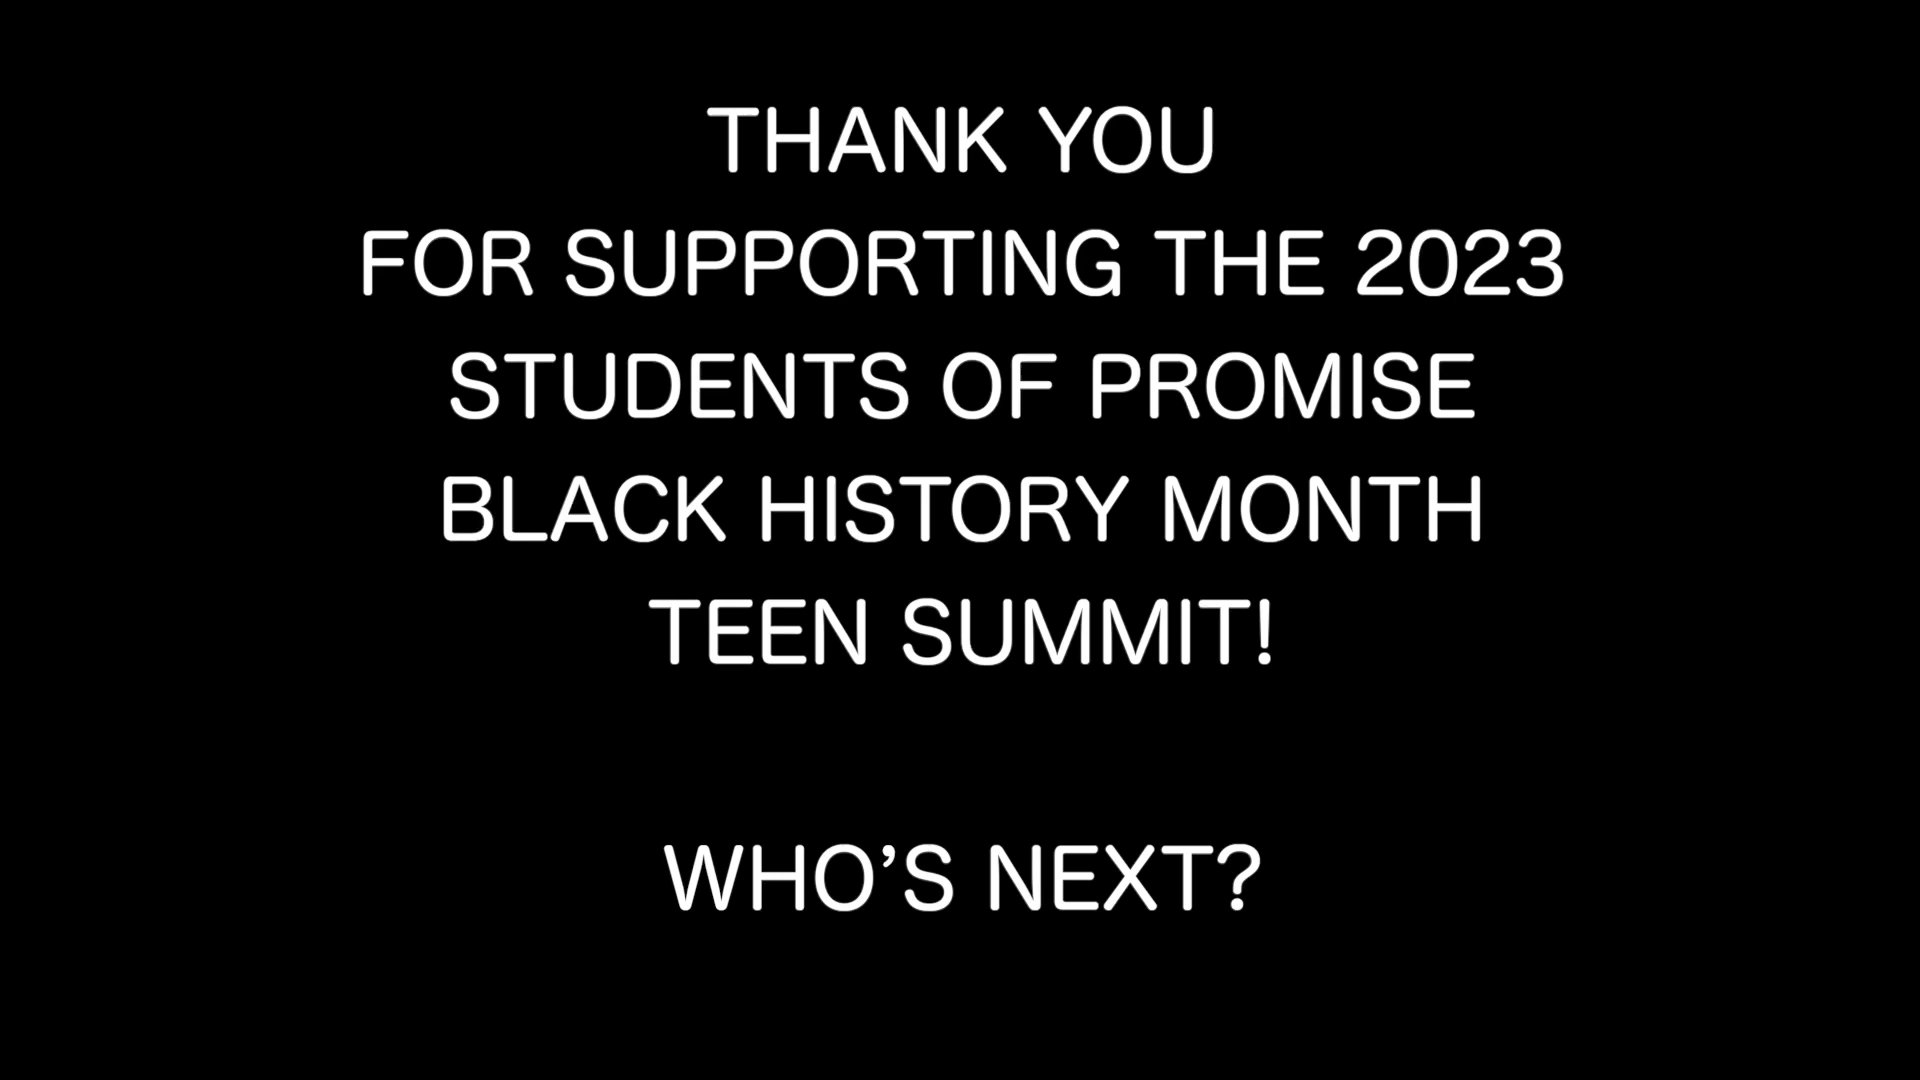 THANK YOU
FOR SUPPORTING THE 2023
STUDENTS OF PROMISE
BLACK HISTORY MONTH
TEEN SUMMIT!
WHO’S NEXT?